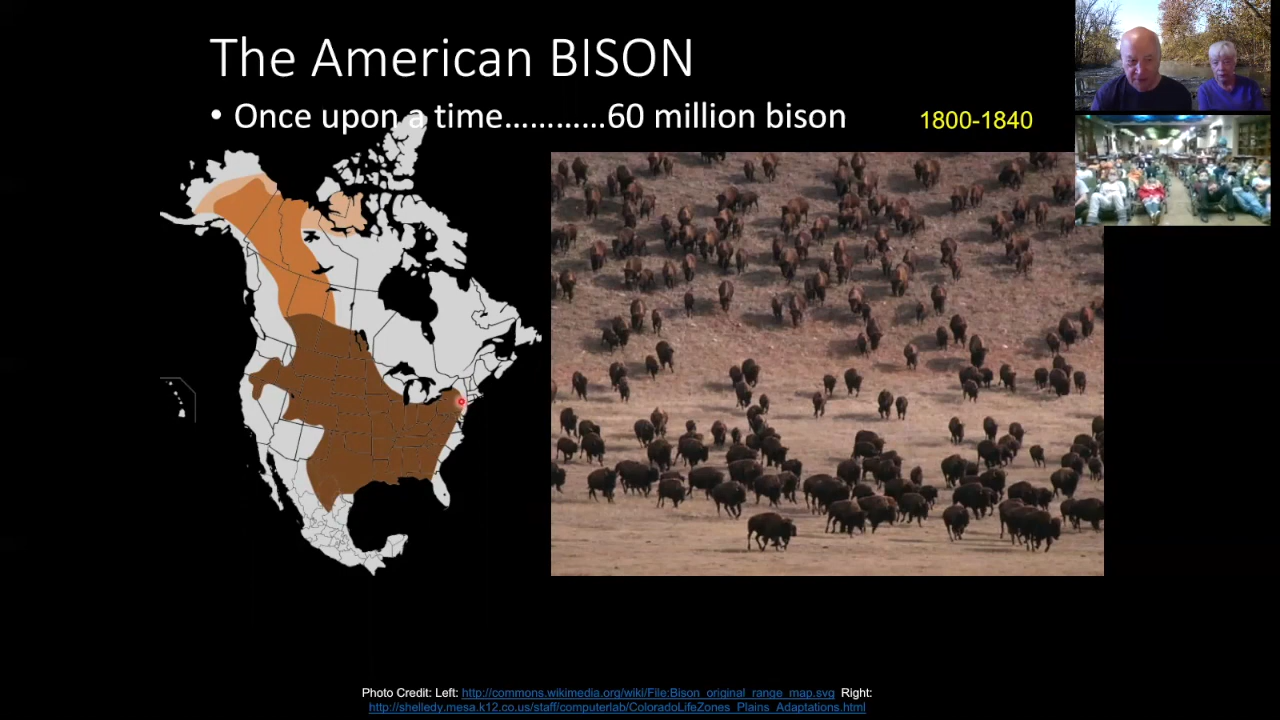 The American BISON
• Once upon a time…………60 million bison
1800-1840
Photo Credit: Left: http://commons.wikimedia.org/wiki/File:Bison_original_range_map.svg Right:
http://shelledy.mesa.k12.co.us/staff/computerlab/ColoradoLifeZones_Plains_Adaptations.html